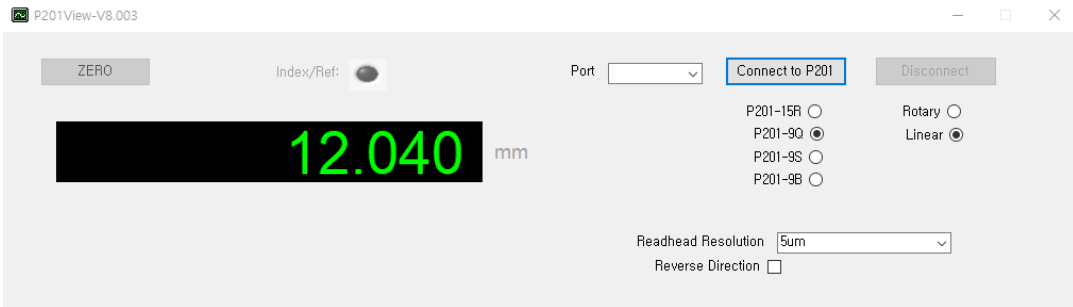 P201View-V8.003
ZERO
Index/Ref:
Port
Connect to P201
Disconnect
P201-15R
Rotary
P201-9Q
Linear
P201-9S
P201-9B
12.040 mm
Readhead Resolution 5um
Reverse Direction